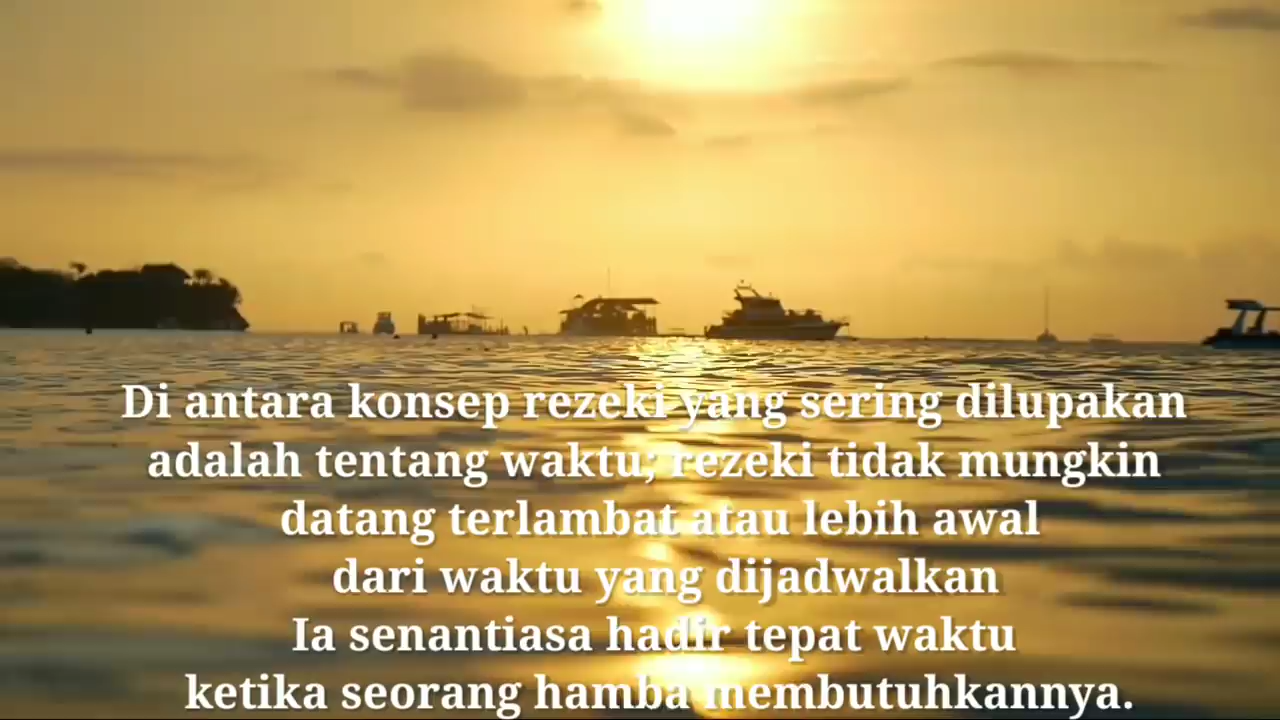 Di antara konsep rezeki yang sering dilupakan
adalah tentang waktu; rezeki tidak mungkin
datang terlambat atau lebih awal
dari waktu yang dijadwalkan
Ia senantiasa hadir tepat waktu
ketika seorang hamba membutuhkannya.